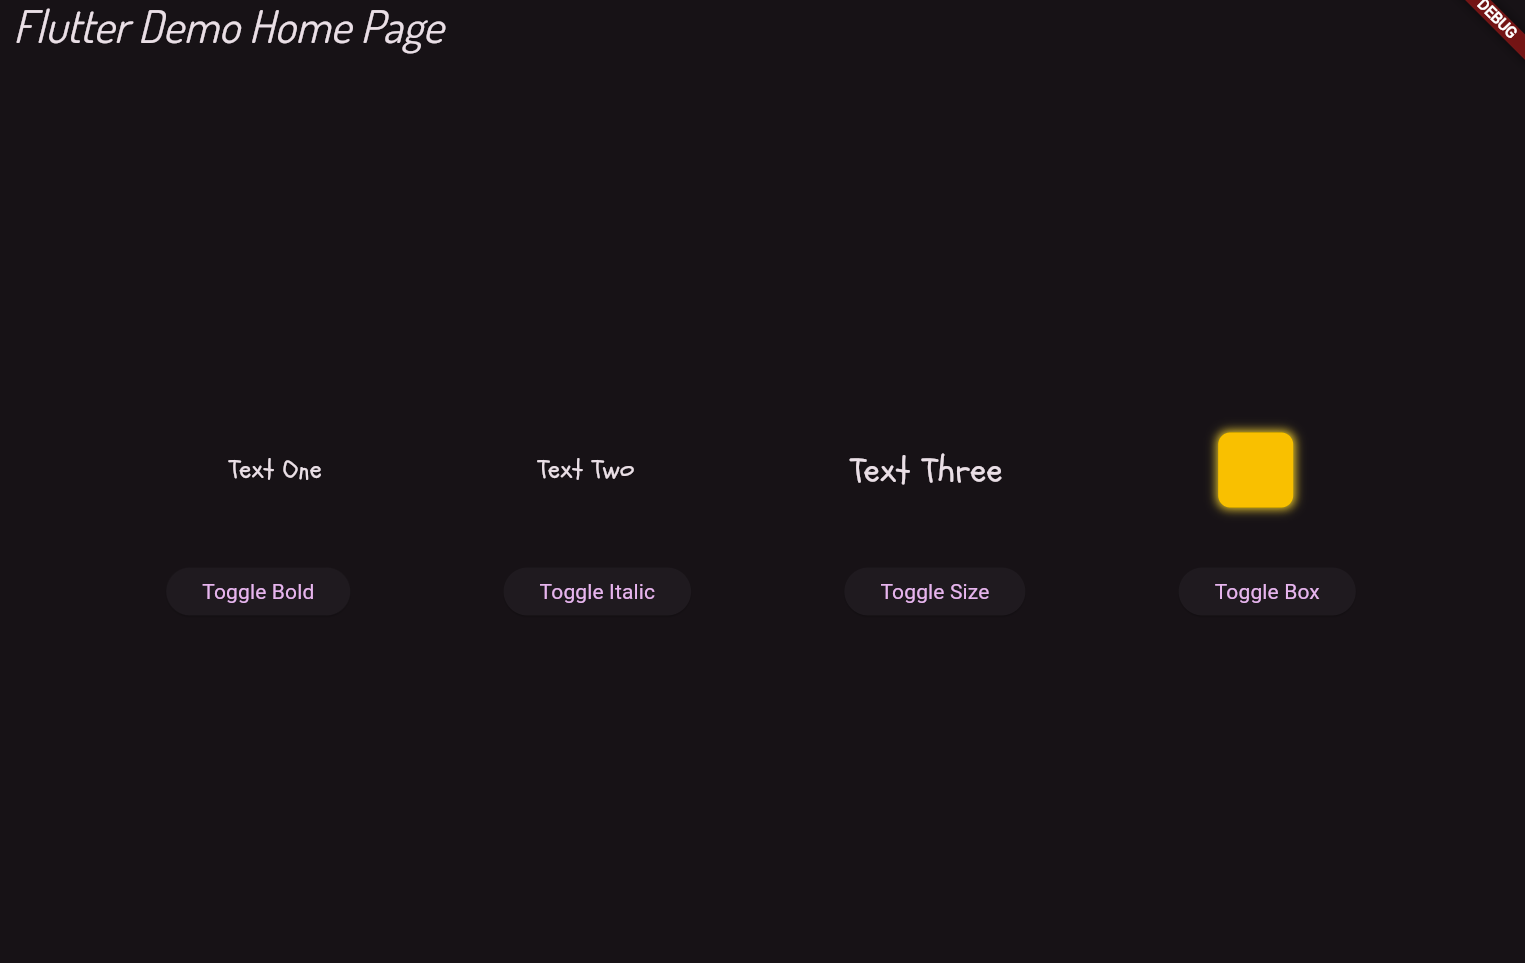 Flutter Demo Home Page
DEBUG
Text One
Text Two
Text Three
Toggle Bold
Toggle Italic
Toggle Size
Toggle Box